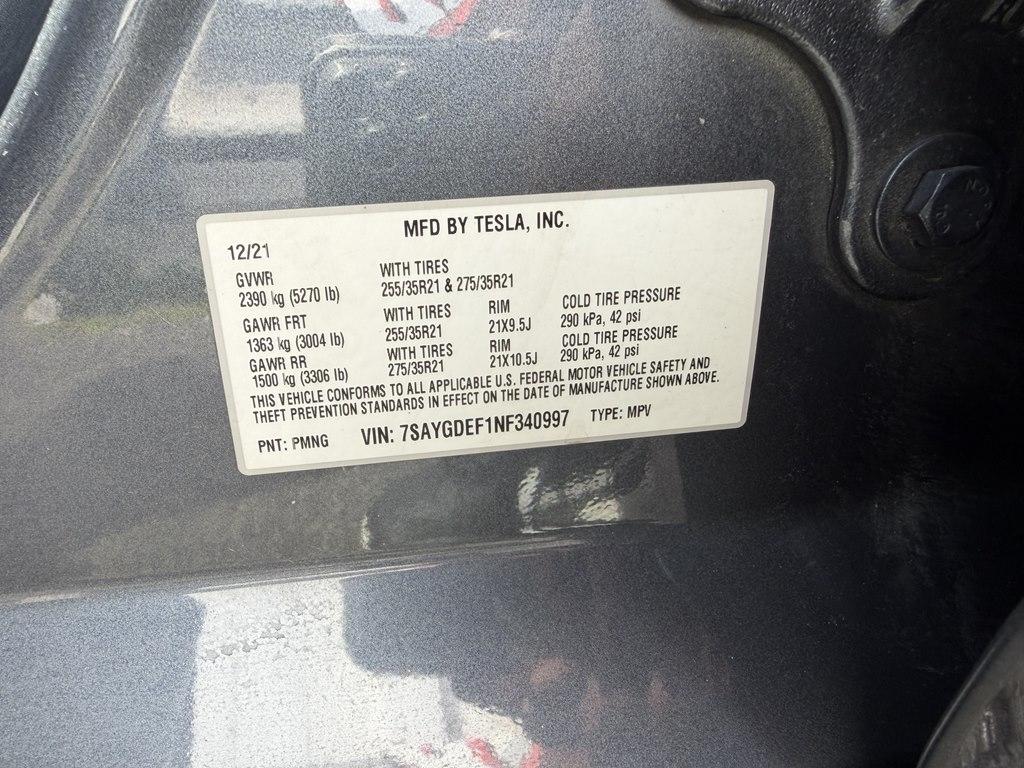 MFD BY TESLA, INC.
12/21
GVWR WITH TIRES
2390 kg (5270 lb) 255/35R21 & 275/35R21
GAWR FRT WITH TIRES RIM COLD TIRE PRESSURE
1363 kg (3004 lb) 255/35R21 21X9.5J 290 kPa, 42 psi
GAWR RR WITH TIRES RIM COLD TIRE PRESSURE
1500 kg (3306 lb) 275/35R21 21X10.5J 290 kPa, 42 psi
THIS VEHICLE CONFORMS TO ALL APPLICABLE U.S. FEDERAL MOTOR VEHICLE SAFETY AND
THEFT PREVENTION STANDARDS IN EFFECT ON THE DATE OF MANUFACTURE SHOWN ABOVE.
PNT: PMNG VIN: 7SAYGDEF1NF340997 TYPE: MPV